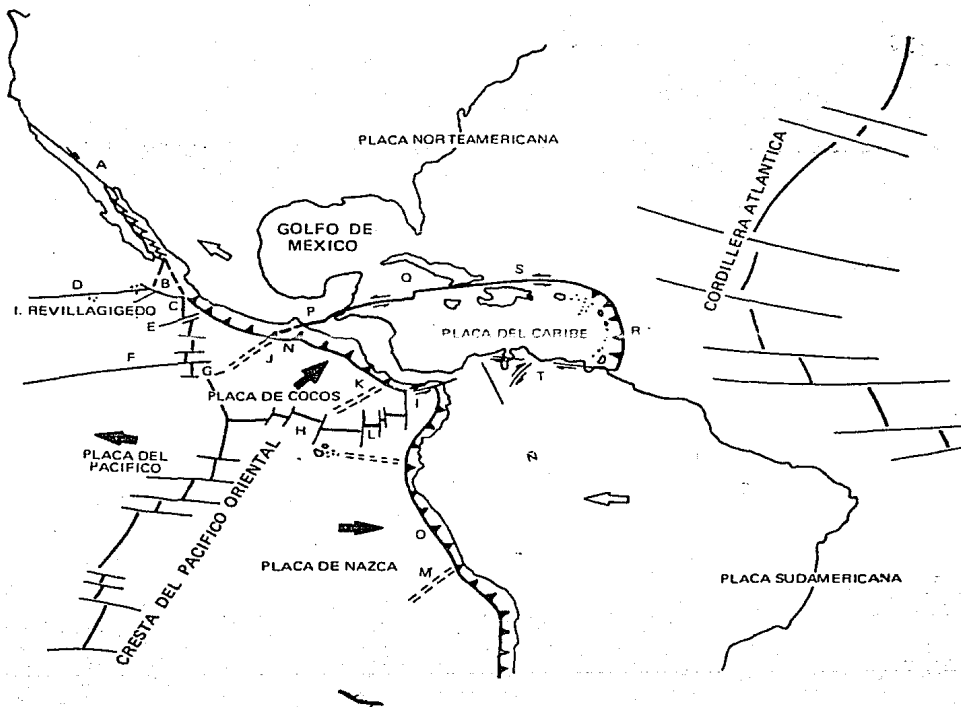 A
PLACA NORTEAMERICANA
CORDILLERA ATLANTICA
GOLFO DE
MEXICO
Q
S
D
B
I. REVILLAGIGEDO
C
P
E
PLACA DEL CARIBE
R
F
J
N
T
G
K
PLACA DE COCOS
I
H
L
PLACA DEL
PACIFICO
CRESTA DEL PACIFICO ORIENTAL
Ñ
O
PLACA DE NAZCA
M
PLACA SUDAMERICANA